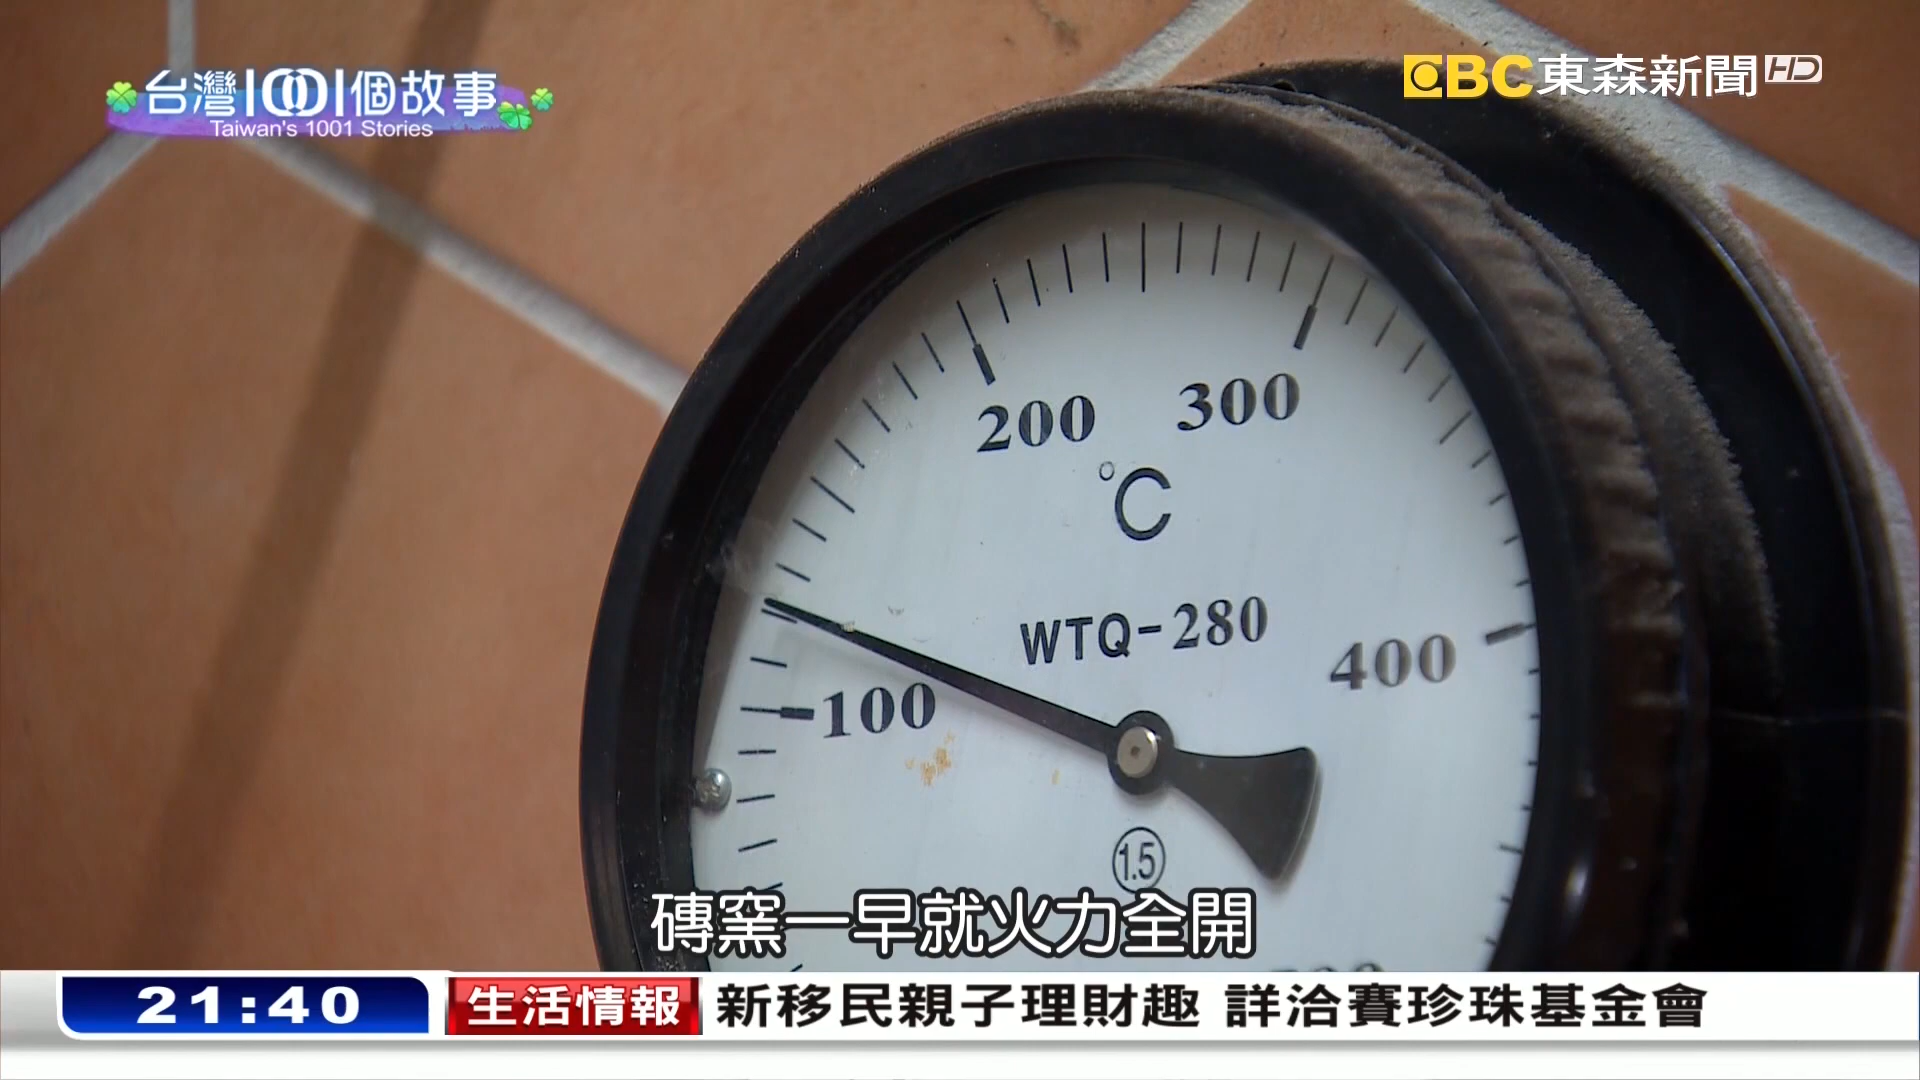 台灣1001個故事
Taiwan's 1001 Stories
EBC東森新聞HD
200
300
°C
WTQ-280
400
100
1.5
磚窯一早就火力全開
21:40
生活情報
新移民親子理財趣 詳洽賽珍珠基金會